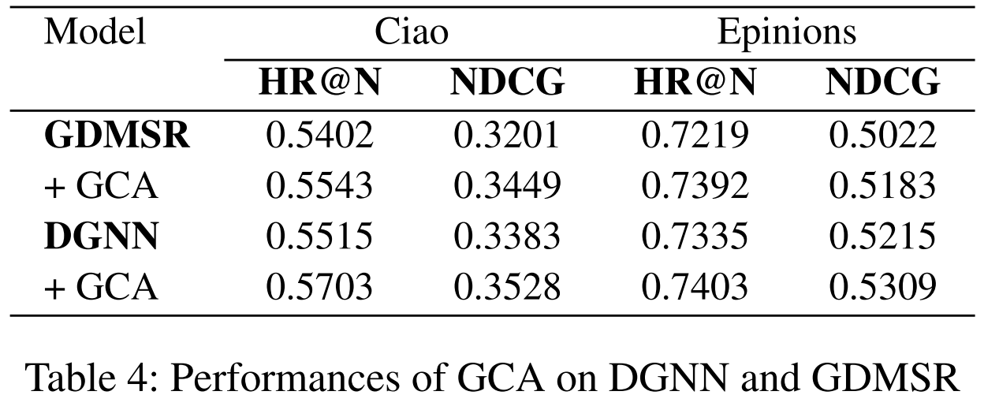 Model Ciao Epinions
HR@N NDCG HR@N NDCG
GDMSR 0.5402 0.3201 0.7219 0.5022
+ GCA 0.5543 0.3449 0.7392 0.5183
DGNN 0.5515 0.3383 0.7335 0.5215
+ GCA 0.5703 0.3528 0.7403 0.5309
Table 4: Performances of GCA on DGNN and GDMSR